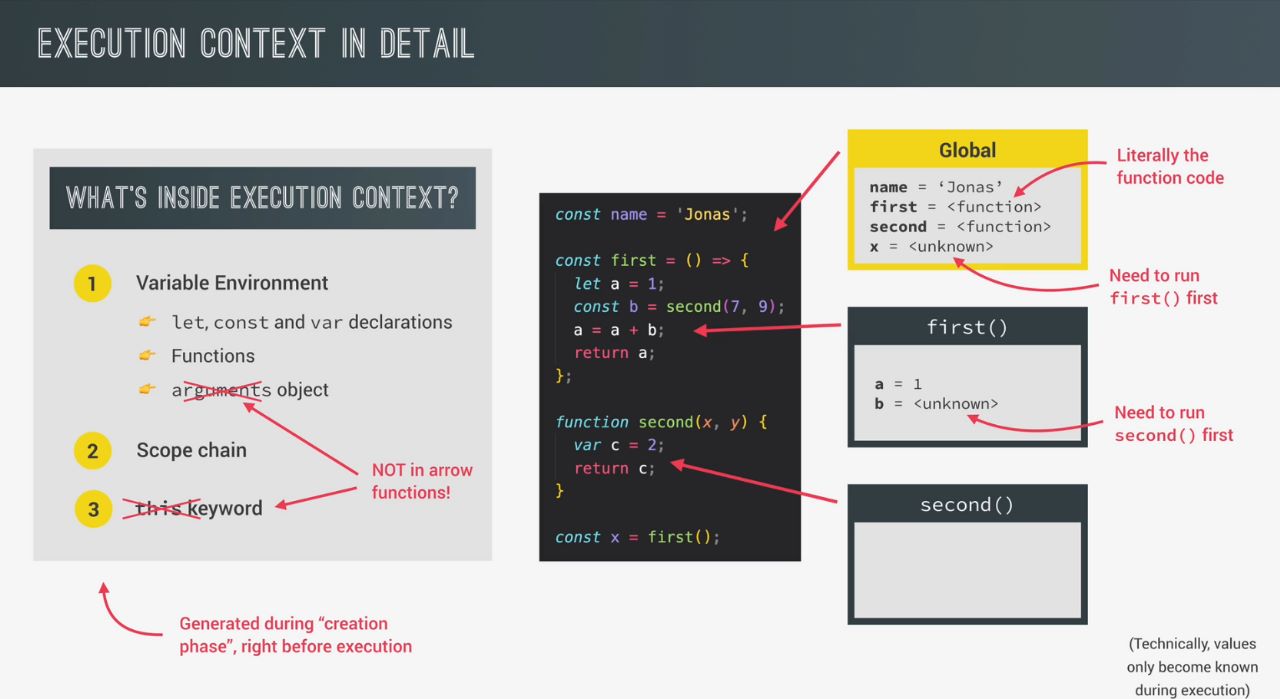 EXECUTION CONTEXT IN DETAIL
WHAT'S INSIDE EXECUTION CONTEXT?
1 Variable Environment
let, const and var declarations
Functions
arguments object
2 Scope chain
3 this keyword
NOT in arrow
functions!
Generated during “creation
phase”, right before execution
const name = 'Jonas';
const first = () => {
let a = 1;
const b = second(7, 9);
a = a + b;
return a;
};
function second(x, y) {
var c = 2;
return c;
}
const x = first();
Global
name = ‘Jonas’
first = <function>
second = <function>
x = <unknown>
Literally the
function code
Need to run
first() first
first()
a = 1
b = <unknown>
Need to run
second() first
second()
(Technically, values
only become known
during execution)